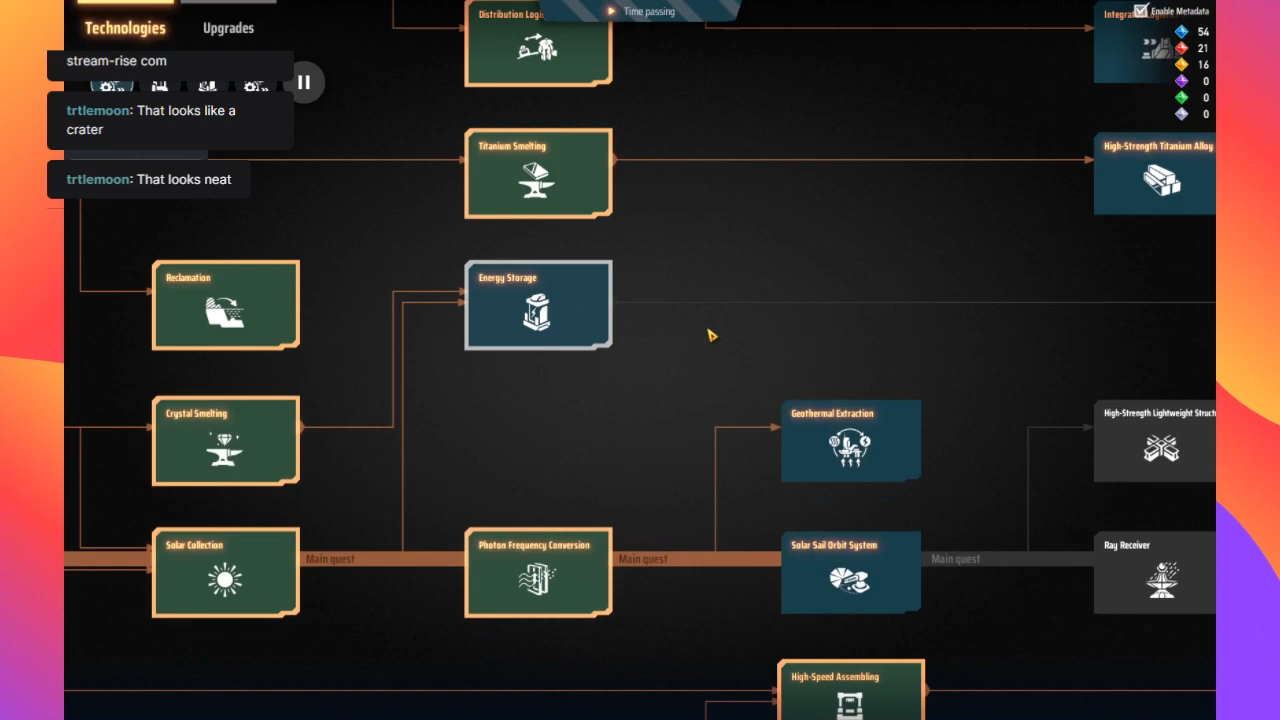 Time passing
Distribution Logi
Enable Metadata
Technologies
Upgrades
54
21
16
0
0
0
stream-rise com
trtlemoon: That looks like a
crater
trtlemoon: That looks neat
Titanium Smelting
High-Strength Titanium Alloy
Reclamation
Energy Storage
Crystal Smelting
Geothermal Extraction
High-Strength Lightweight Struct
Solar Collection
Main quest
Photon Frequency Conversion
Main quest
Solar Sail Orbit System
Main quest
Ray Receiver
High-Speed Assembling